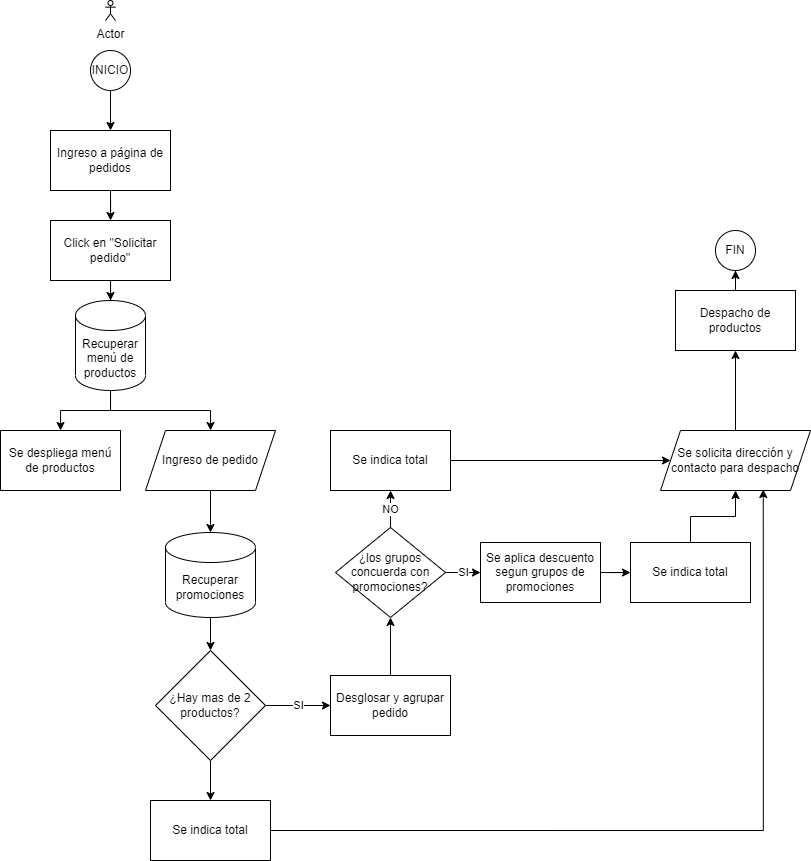 Actor
INICIO
Ingreso a página de
pedidos
Click en "Solicitar
pedido"
Recuperar
menú de
productos
Se despliega menú
de productos
Ingreso de pedido
Recuperar
promociones
¿Hay mas de 2
productos?
SI
Desglosar y agrupar
pedido
Se indica total
¿los grupos
concuerda con
promociones?
NO
Se indica total
SI
Se aplica descuento
segun grupos de
promociones
Se indica total
Se solicita dirección y
contacto para despacho
Despacho de
productos
FIN